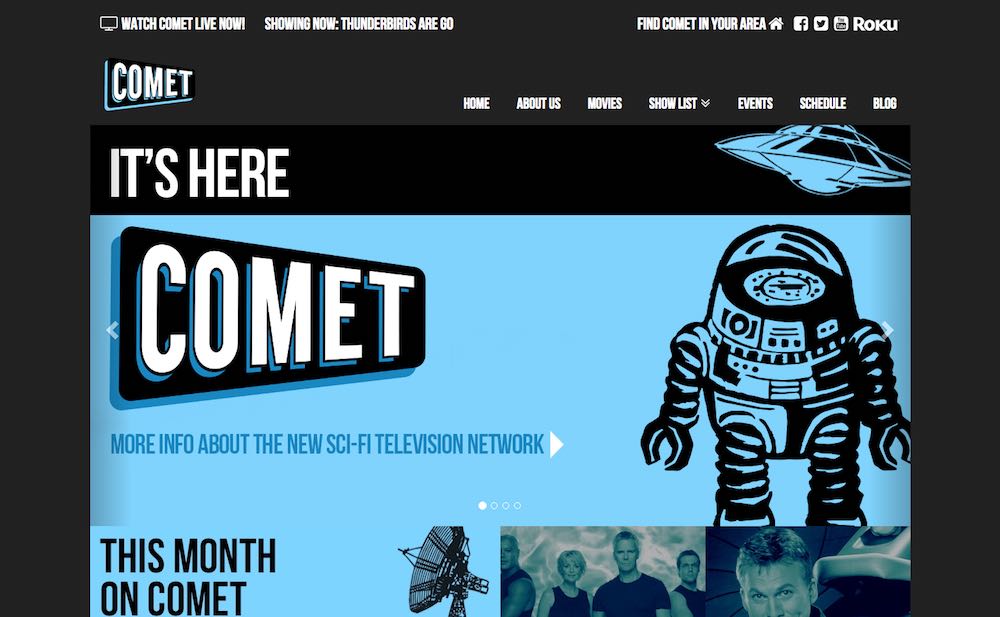 WATCH COMET LIVE NOW! SHOWING NOW: THUNDERBIRDS ARE GO FIND COMET IN YOUR AREA You Tube ROKU
COMET
HOME ABOUT US MOVIES SHOW LIST EVENTS SCHEDULE BLOG
IT'S HERE
COMET
MORE INFO ABOUT THE NEW SCI-FI TELEVISION NETWORK
THIS MONTH
ON COMET